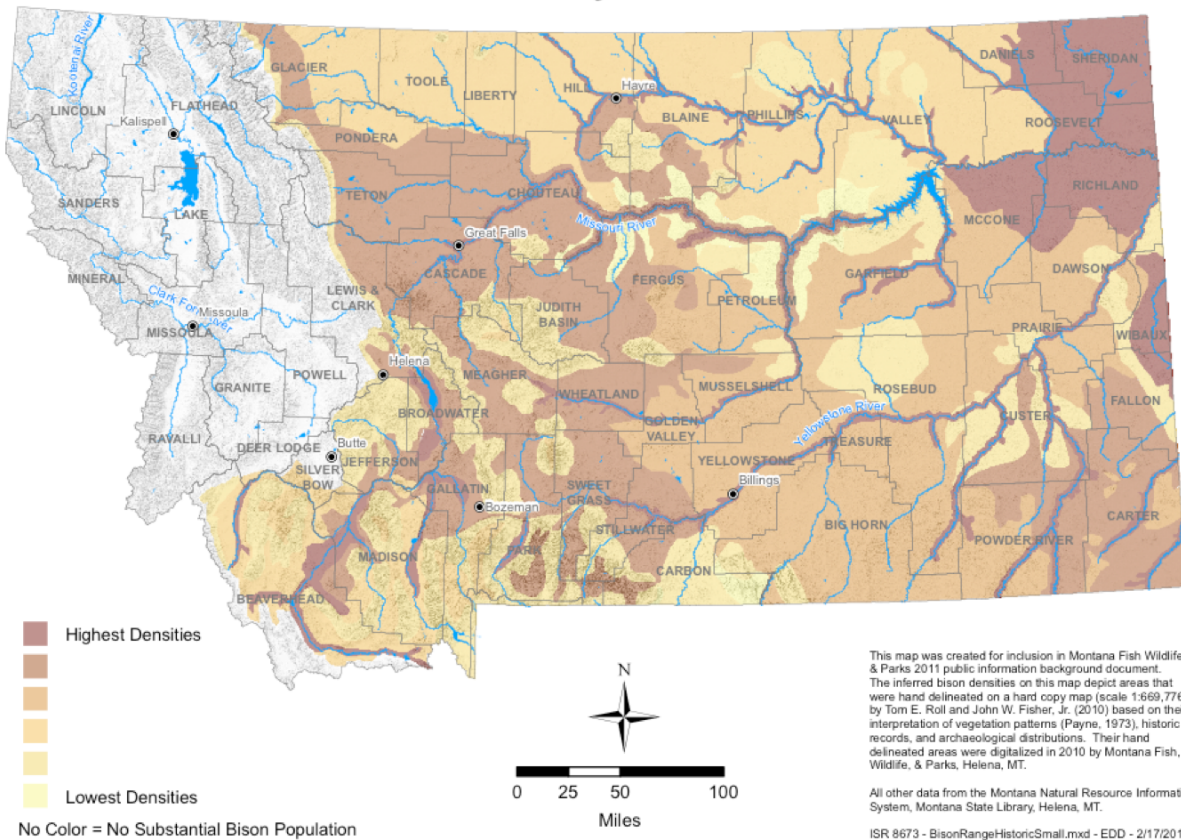 Kootenai River
LINCOLN
FLATHEAD
Kalispell
GLACIER
TOOLE
LIBERTY
HILL
Havre
BLAINE
PHILLIPS
VALLEY
DANIELS
SHERIDAN
ROOSEVELT
PONDERA
TETON
CHOUTEAU
RICHLAND
SANDERS
LAKE
MCCONE
Missouri River
Great Falls
MINERAL
CASCADE
FERGUS
GARFIELD
DAWSON
LEWIS &
CLARK
JUDITH
BASIN
PETROLEUM
Clark Fork River
Missoula
MISSOULA
PRAIRIE
WIBAUX
Helena
POWELL
MEAGHER
GRANITE
WHEATLAND
MUSSELSHELL
ROSEBUD
BROADWATER
GOLDEN
VALLEY
CUSTER
FALLON
Yellowstone River
RAVALLI
DEER LODGE
Butte
SILVER
BOW
JEFFERSON
TREASURE
YELLOWSTONE
GALLATIN
SWEET
GRASS
Billings
Bozeman
STILLWATER
BIG HORN
CARTER
POWDER RIVER
MADISON
PARK
CARBON
BEAVERHEAD
Highest Densities
Lowest Densities
No Color = No Substantial Bison Population
N
0 25 50 100
Miles
This map was created for inclusion in Montana Fish Wildlife
& Parks 2011 public information background document.
The inferred bison densities on this map depict areas that
were hand delineated on a hard copy map (scale 1:669,776
by Tom E. Roll and John W. Fisher, Jr. (2010) based on the
interpretation of vegetation patterns (Payne, 1973), historic
records, and archaeological distributions. Their hand
delineated areas were digitalized in 2010 by Montana Fish,
Wildlife, & Parks, Helena, MT.
All other data from the Montana Natural Resource Informati
System, Montana State Library, Helena, MT.
ISR 8673 - BisonRangeHistoricSmall.mxd - EDD - 2/17/201